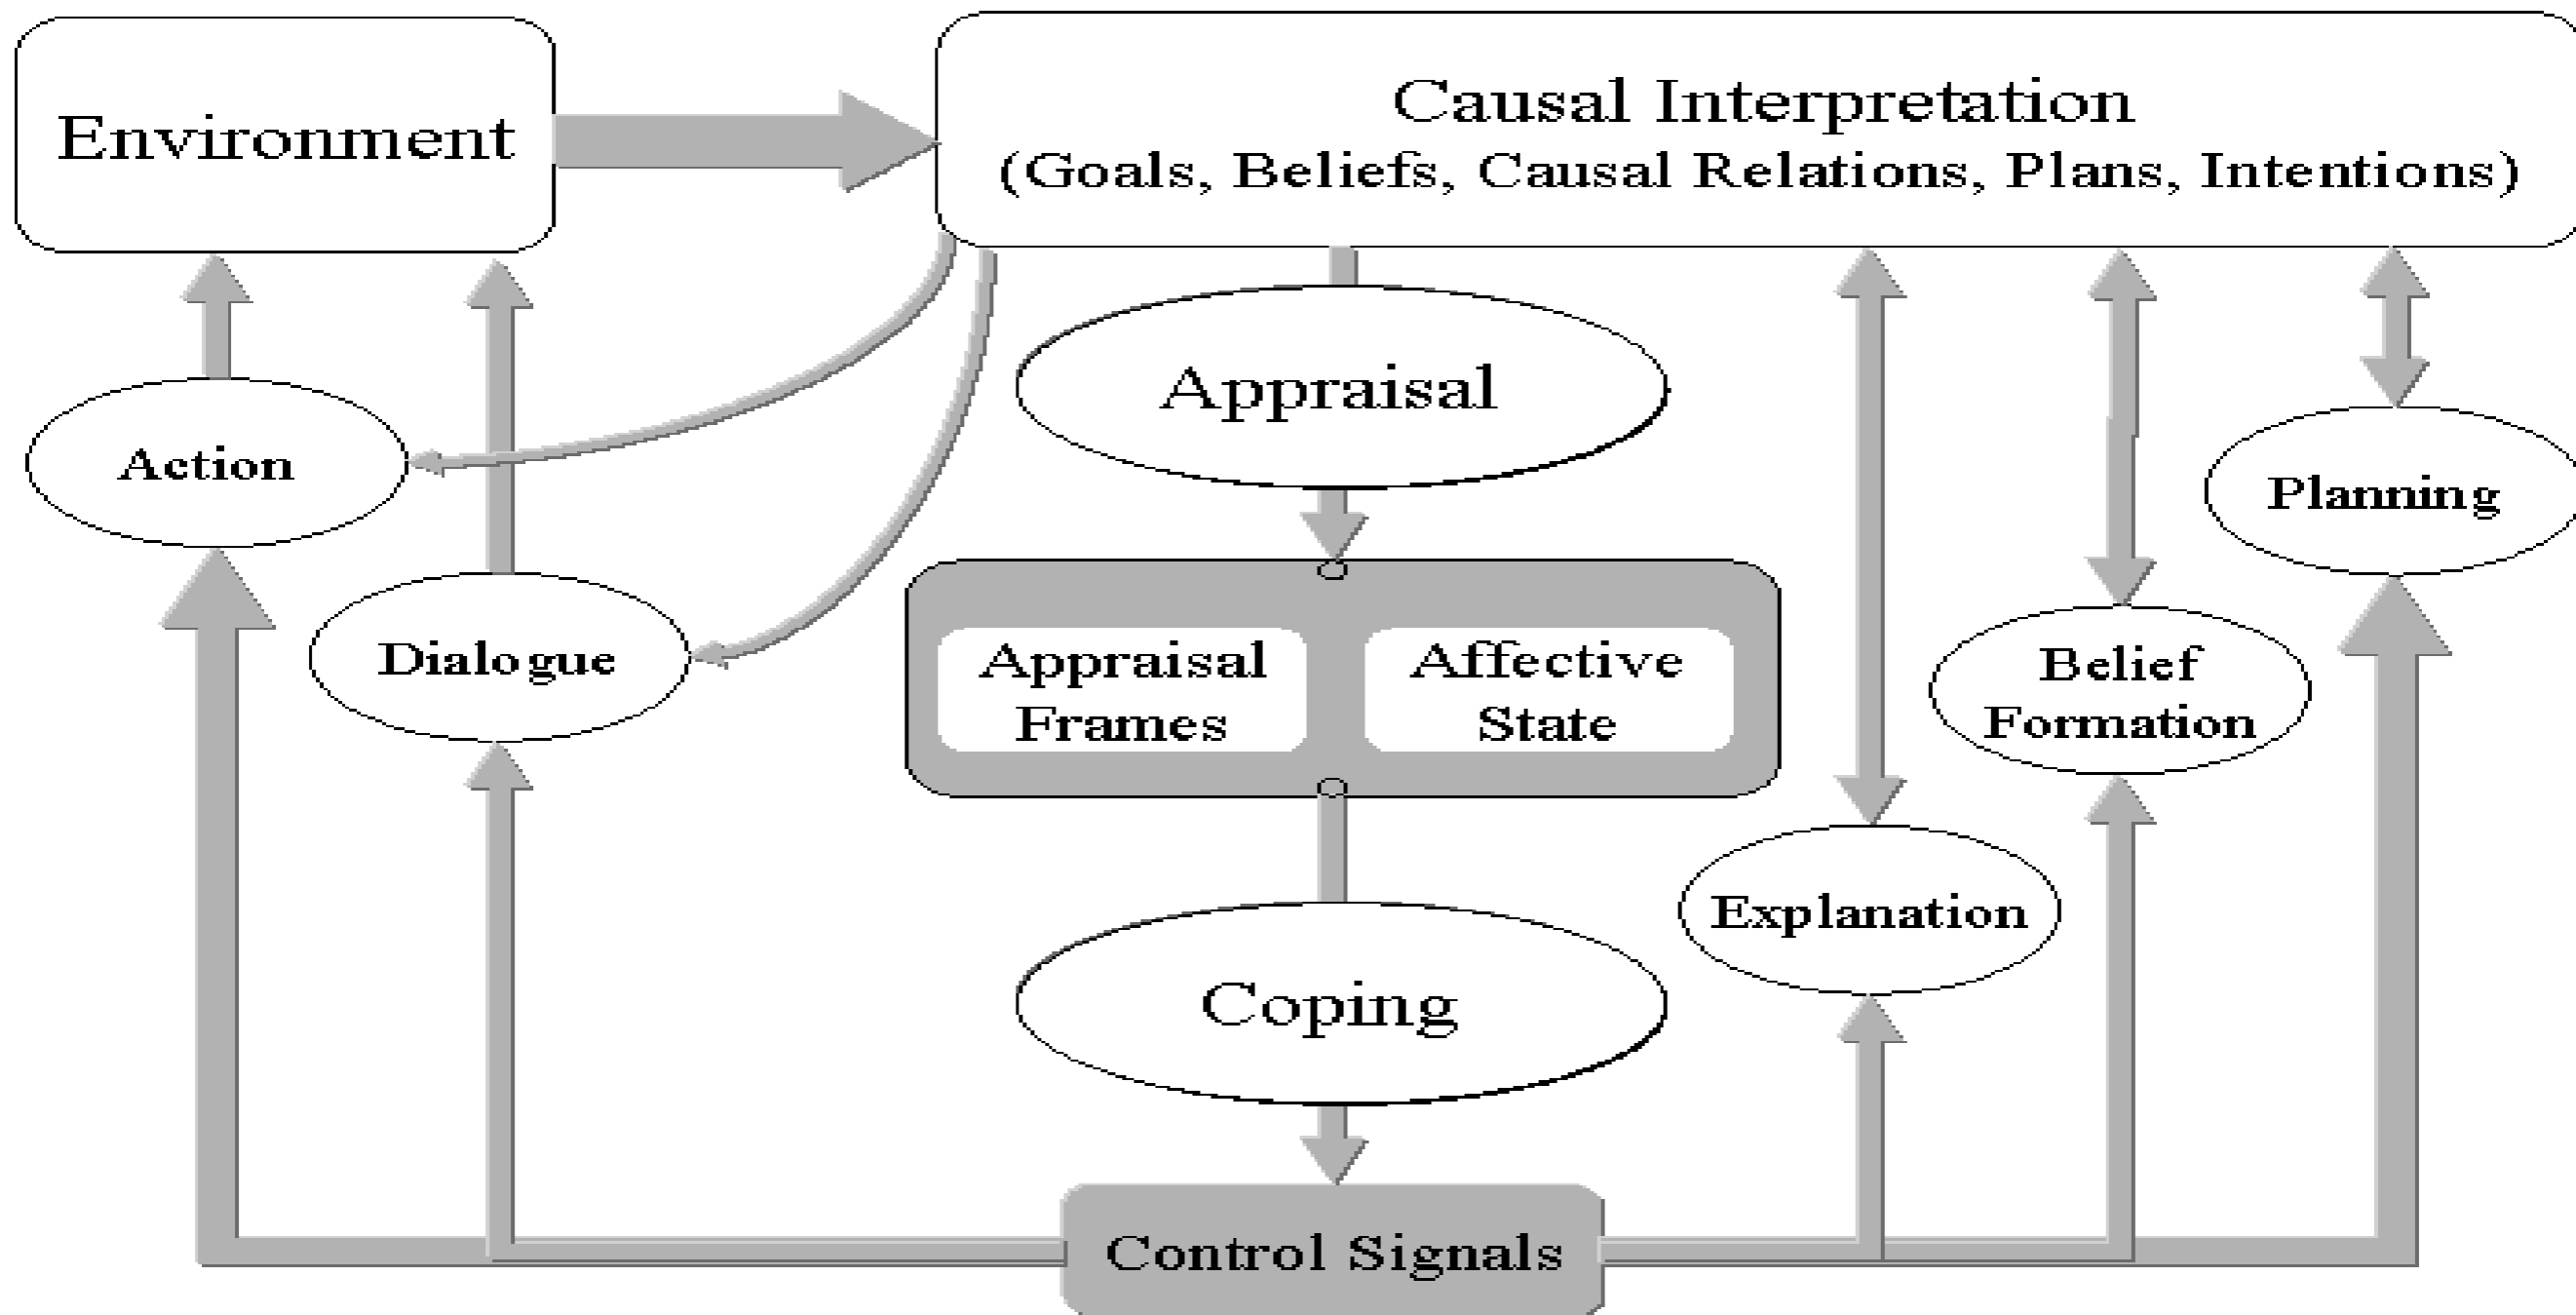 Environment
Causal Interpretation
(Goals, Beliefs, Causal Relations, Plans, Intentions)
Appraisal
Action
Planning
Dialogue
Appraisal
Frames
Affective
State
Belief
Formation
Explanation
Coping
Control Signals